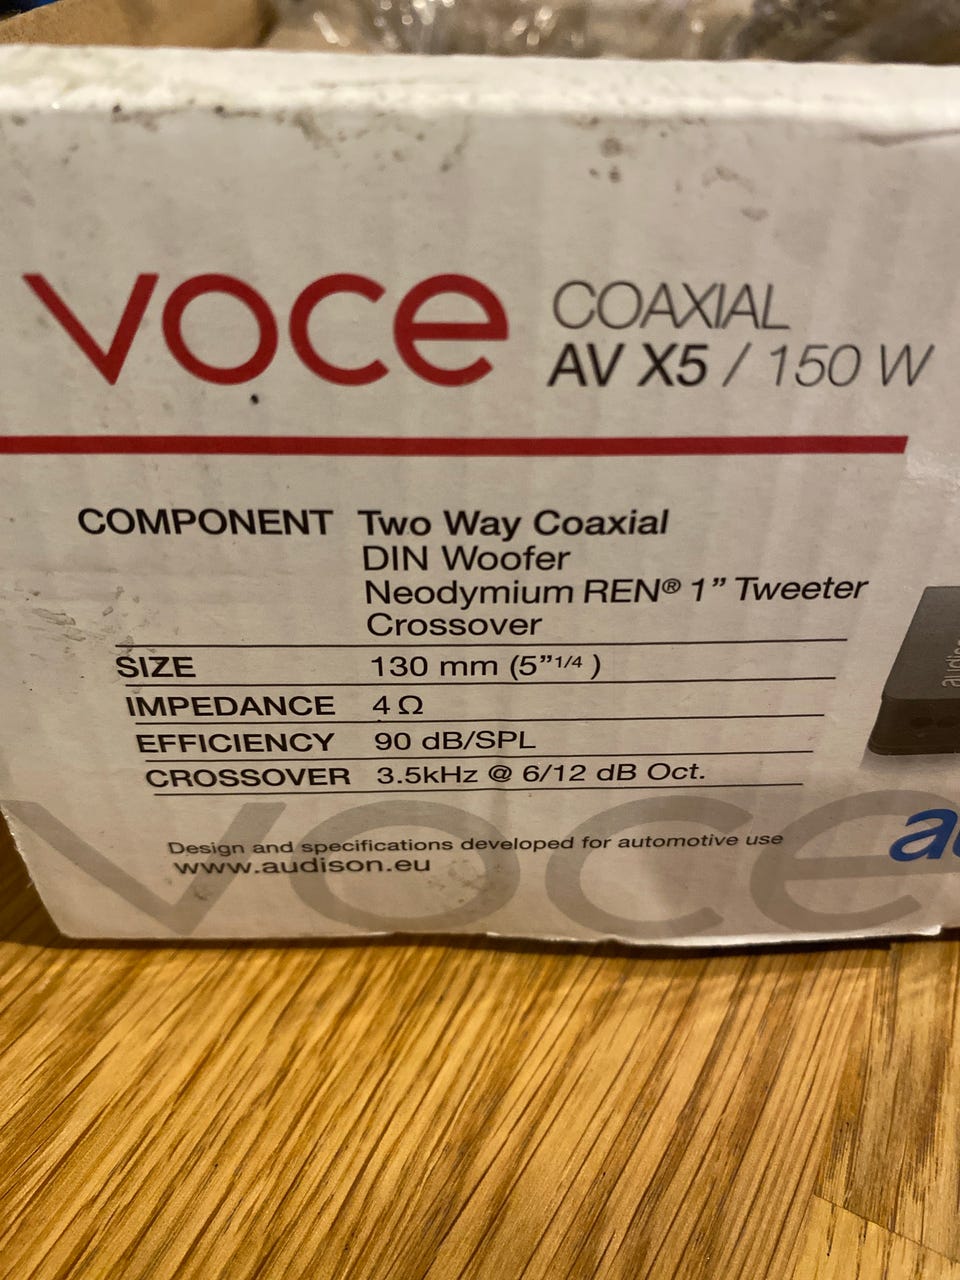 voce COAXIAL
AV X5 / 150 W
COMPONENT Two Way Coaxial
DIN Woofer
Neodymium REN® 1” Tweeter
Crossover
SIZE 130 mm (5”1/4 )
IMPEDANCE 4 Ω
EFFICIENCY 90 dB/SPL
CROSSOVER 3.5kHz @ 6/12 dB Oct.
Design and specifications developed for automotive use
www.audison.eu
voce